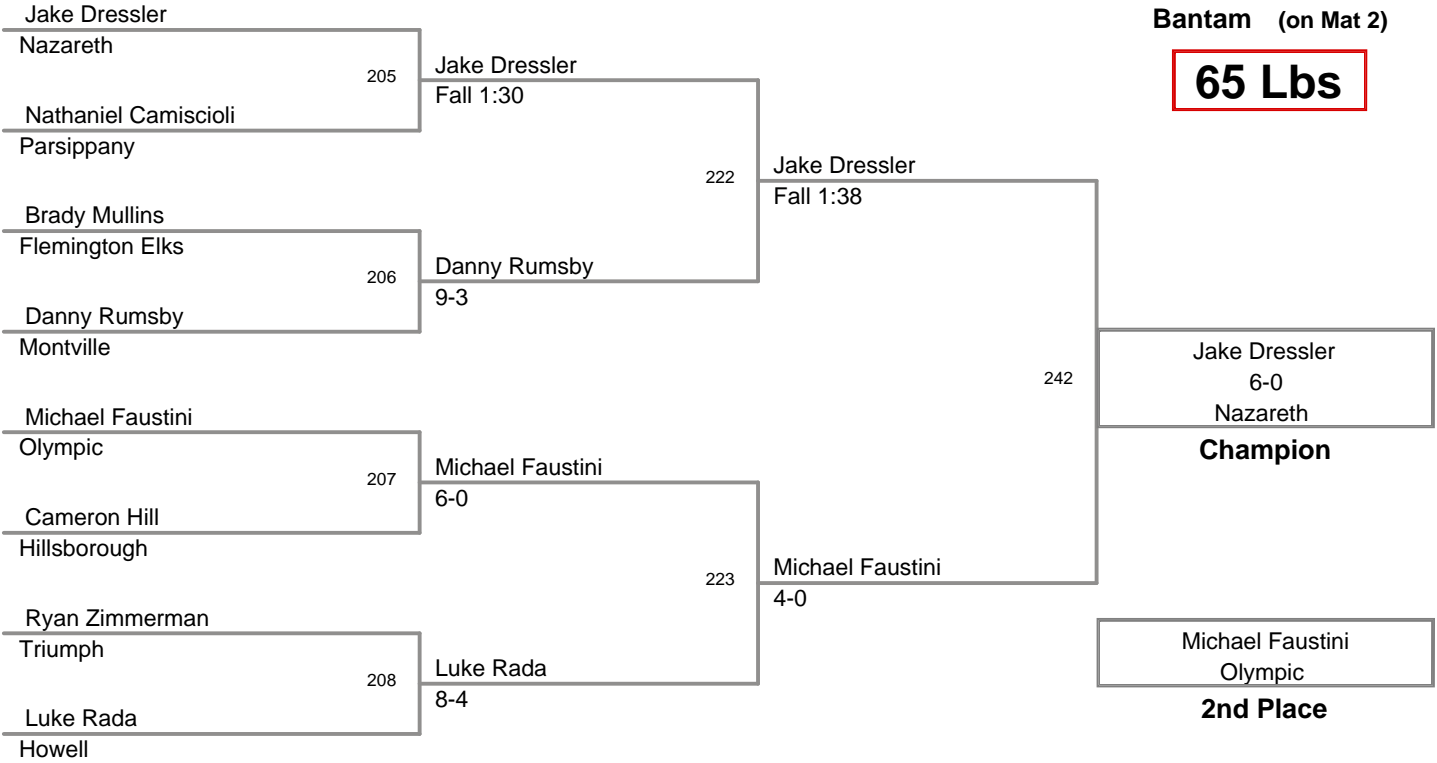 Jake Dressler
Nazareth
205
Nathaniel Camiscioli
Parsippany
Brady Mullins
Flemington Elks
206
Danny Rumsby
Montville
Michael Faustini
Olympic
207
Cameron Hill
Hillsborough
Ryan Zimmerman
Triumph
208
Luke Rada
Howell
Jake Dressler
Fall 1:30
222
Danny Rumsby
9-3
Michael Faustini
6-0
223
Luke Rada
8-4
Jake Dressler
Fall 1:38
242
Michael Faustini
4-0
Bantam (on Mat 2)
65 Lbs
Jake Dressler
6-0
Nazareth
Champion
Michael Faustini
Olympic
2nd Place